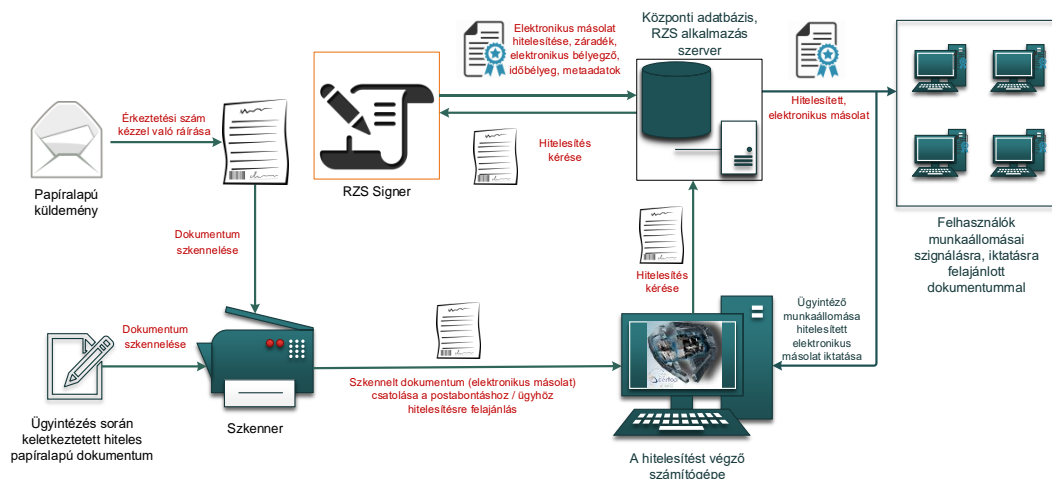 Elektronikus másolat
hitelesítése, záradék,
elektronikus bélyegző,
időbélyeg, metaadatok
Központi adatbázis,
RZS alkalmazás
szerver
Hitelesített,
elektronikus másolat
Érkeztetési szám
kézzel való ráírása
Hitelesítés
kérése
Papíralapú
küldemény
RZS Signer
Felhasználók
munkaállomásai
szignálásra, iktatásra
felajánlott
dokumentummal
Dokumentum
szkennelése
Hitelesítés
kérése
Ügyintéző
munkaállomása
hitelesített
elektronikus
másolat iktatása
Dokumentum
szkennelése
Szkennelt dokumentum (elektronikus másolat)
csatolása a postabontáshoz / ügyhöz
hitelesítésre felajánlás
Ügyintézés során
keletkeztetett hiteles
papíralapú dokumentum
Szkenner
A hitelesítést végző
számítógépe